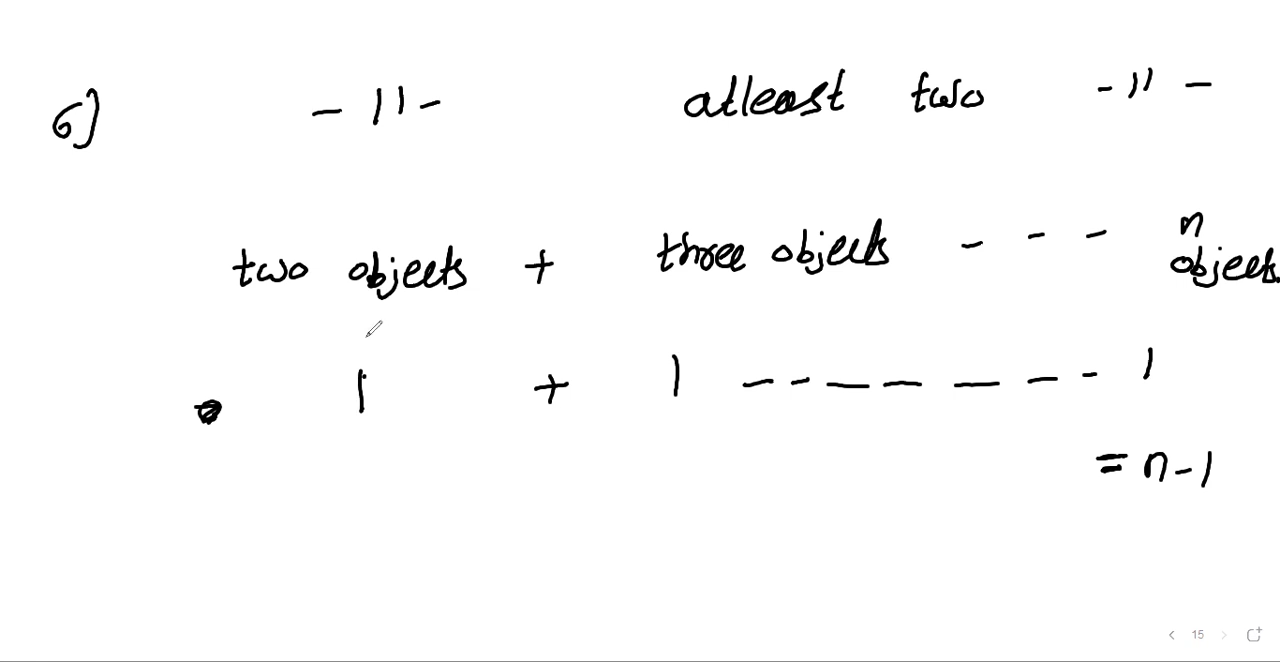 6) - 11 - atleast two - 11 -
two objects + three objects - - - n objects
1 + 1 - - - - - - - 1
= n - 1
15